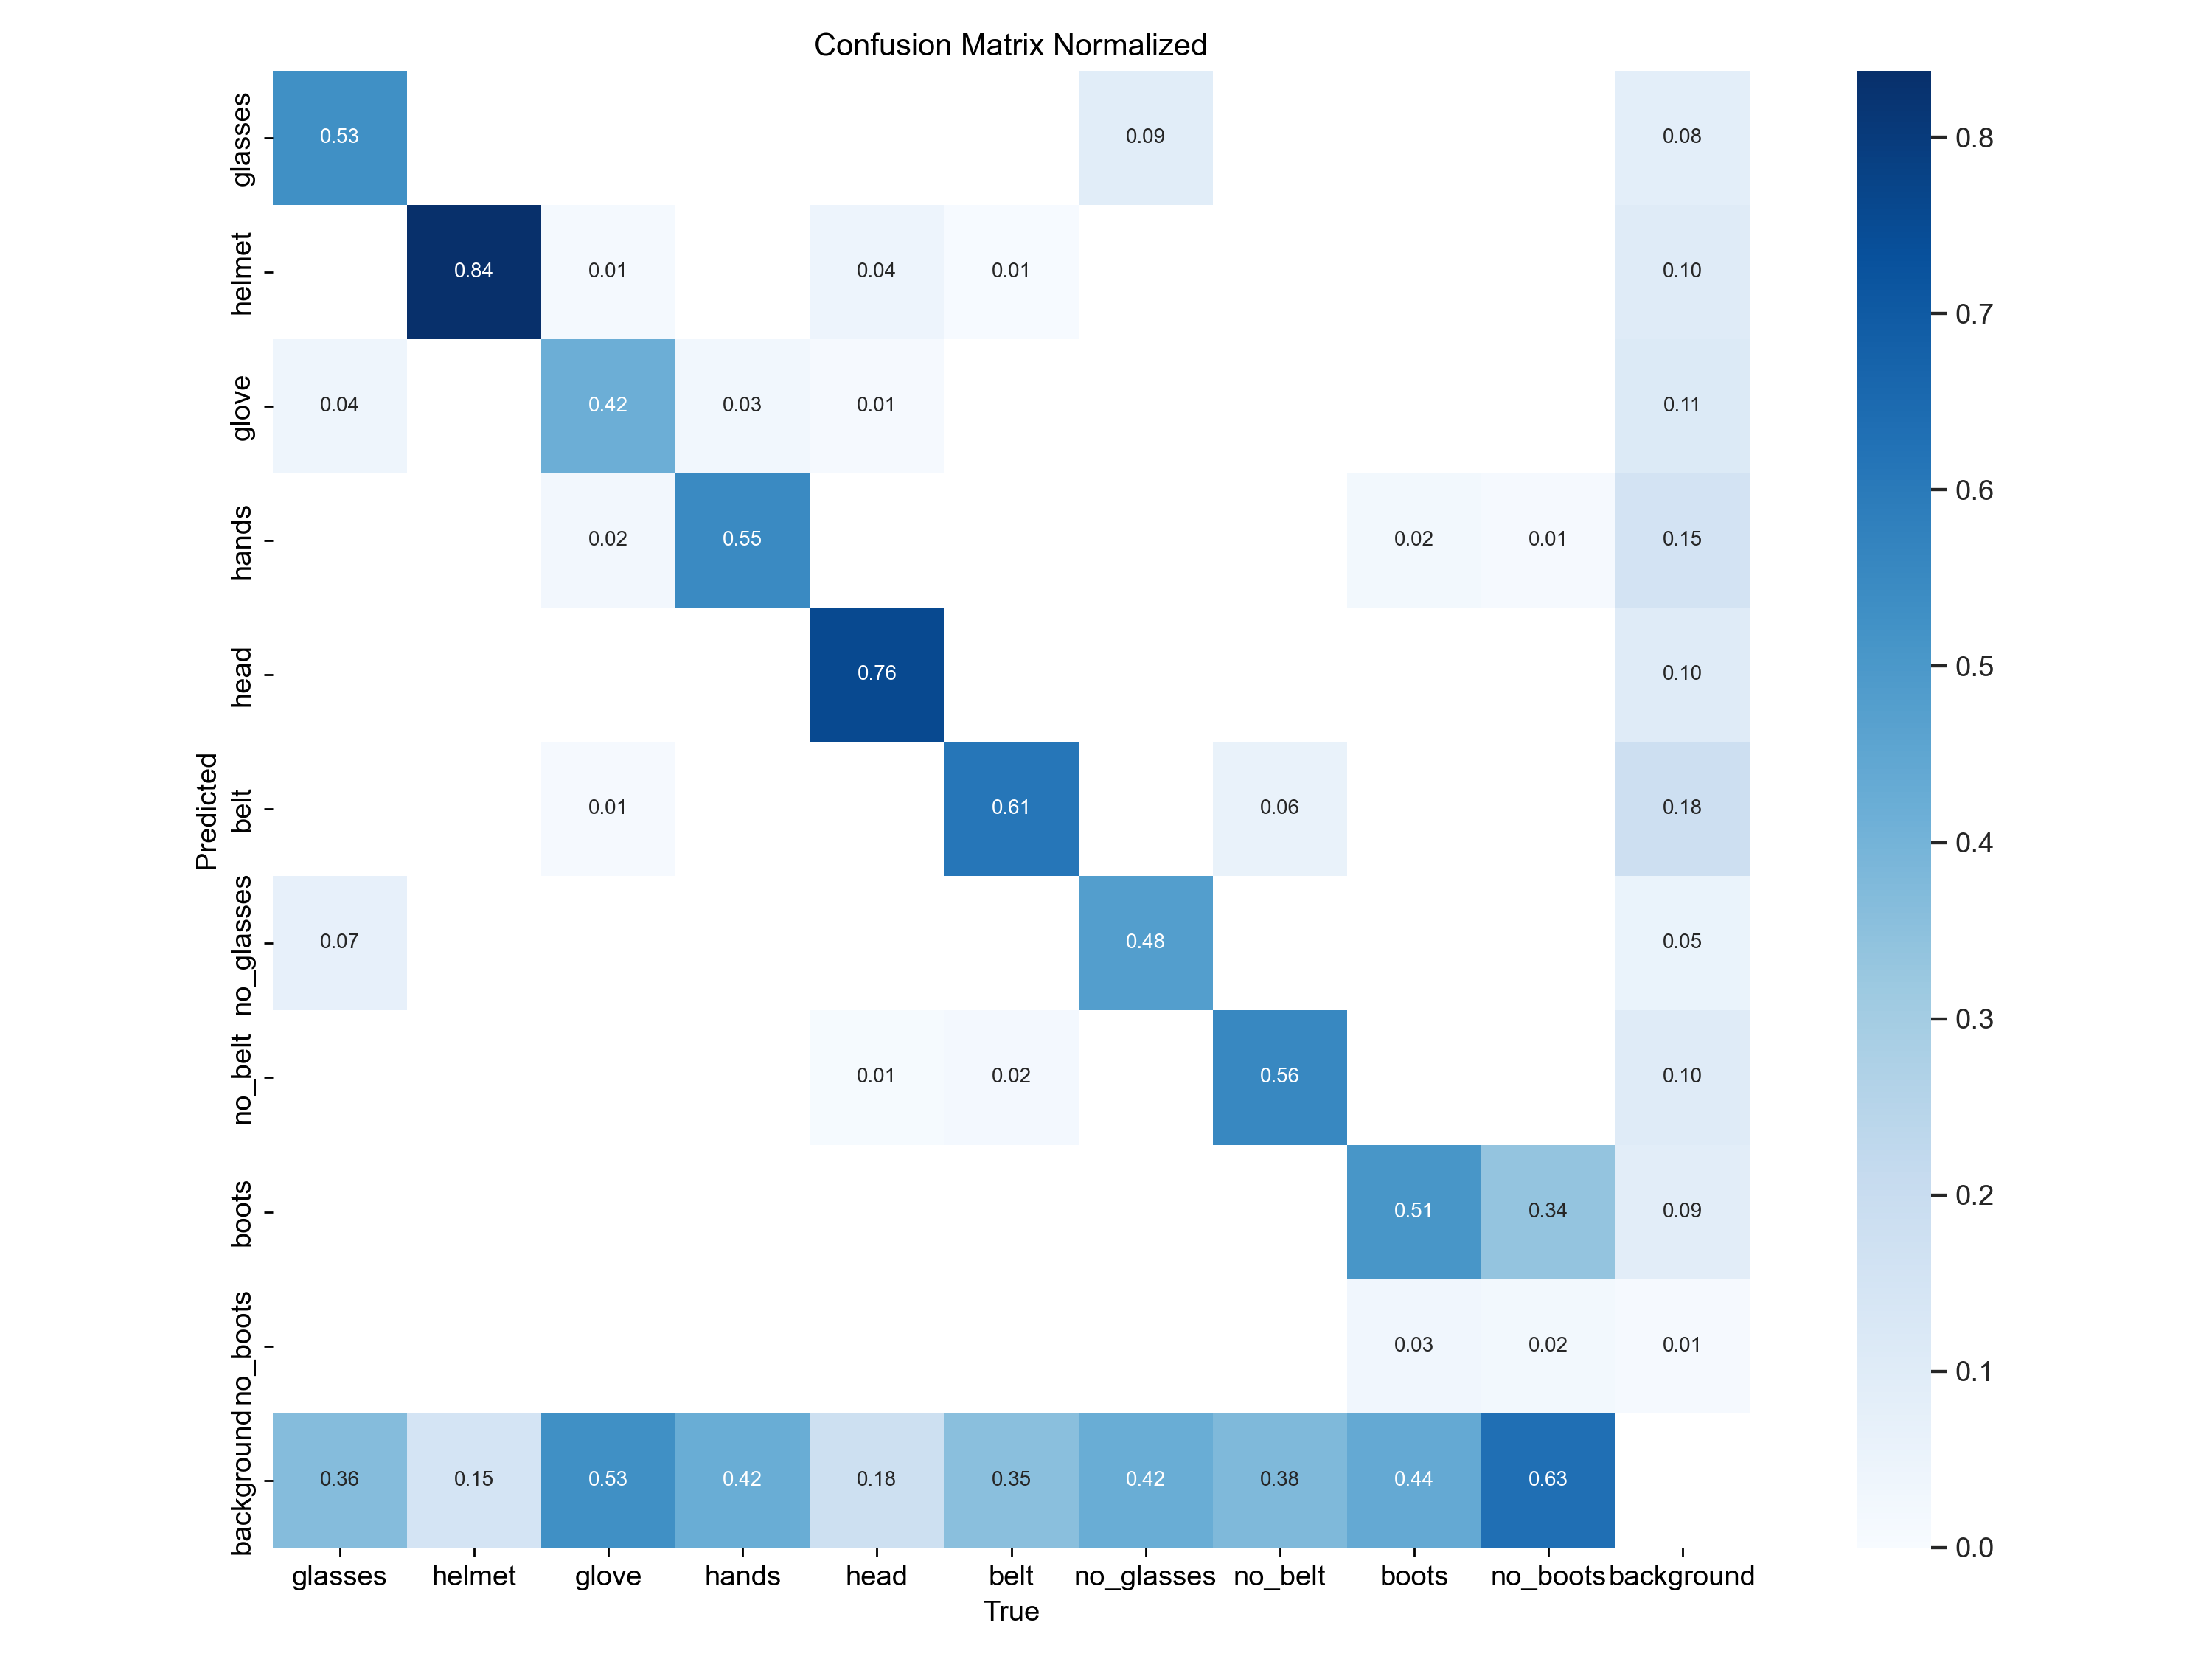 Confusion Matrix Normalized
glasses 0.53 0.09 0.08
helmet 0.84 0.01 0.04 0.01 0.10
glove 0.04 0.42 0.03 0.01 0.11
hands 0.02 0.55 0.02 0.01 0.15
head 0.76 0.10
belt 0.01 0.61 0.06 0.18
no_glasses 0.07 0.48 0.05
no_belt 0.01 0.02 0.56 0.10
boots 0.51 0.34 0.09
no_boots 0.03 0.02 0.01
background 0.36 0.15 0.53 0.42 0.18 0.35 0.42 0.38 0.44 0.63
Predicted
glasses helmet glove hands head belt no_glasses no_belt boots no_boots background
True
0.8
0.7
0.6
0.5
0.4
0.3
0.2
0.1
0.0